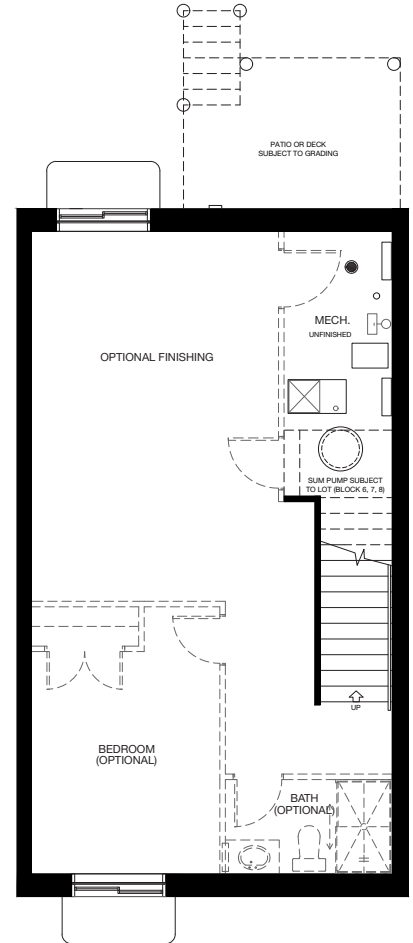 PATIO OR DECK
SUBJECT TO GRADING
MECH.
UNFINISHED
OPTIONAL FINISHING
SUM PUMP SUBJECT
TO LOT (BLOCK 6, 7, 8)
UP
BEDROOM
(OPTIONAL)
BATH
(OPTIONAL)